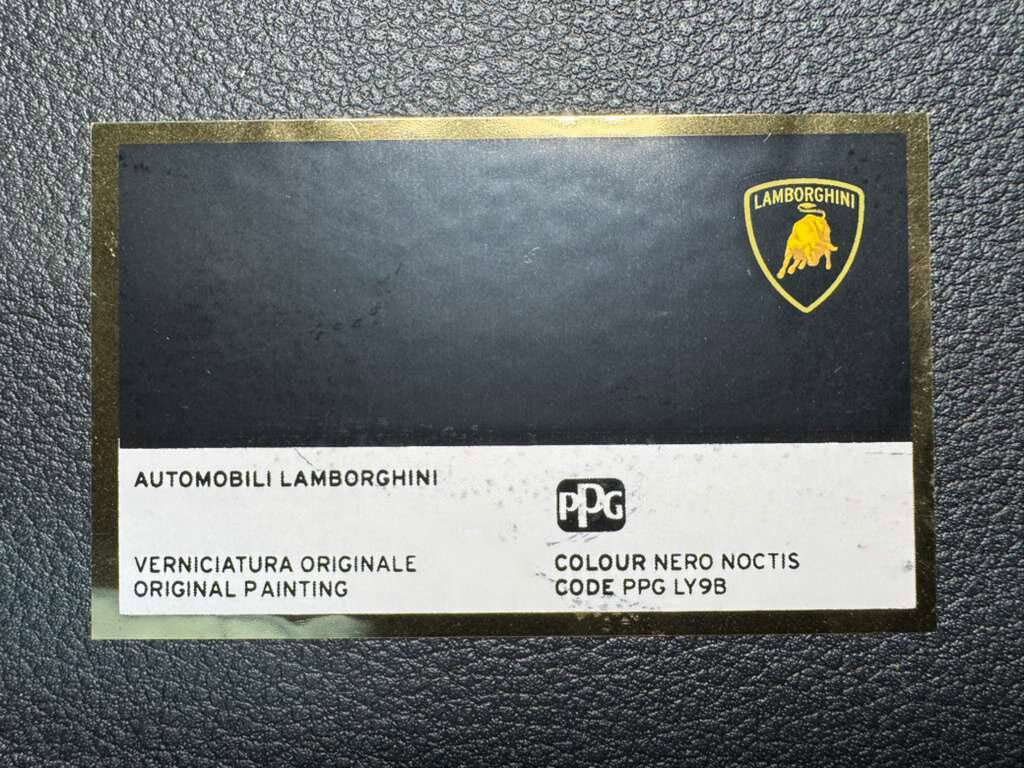 LAMBORGHINI
AUTOMOBILI LAMBORGHINI
PPG
VERNICIATURA ORIGINALE
ORIGINAL PAINTING
COLOUR NERO NOCTIS
CODE PPG LY9B